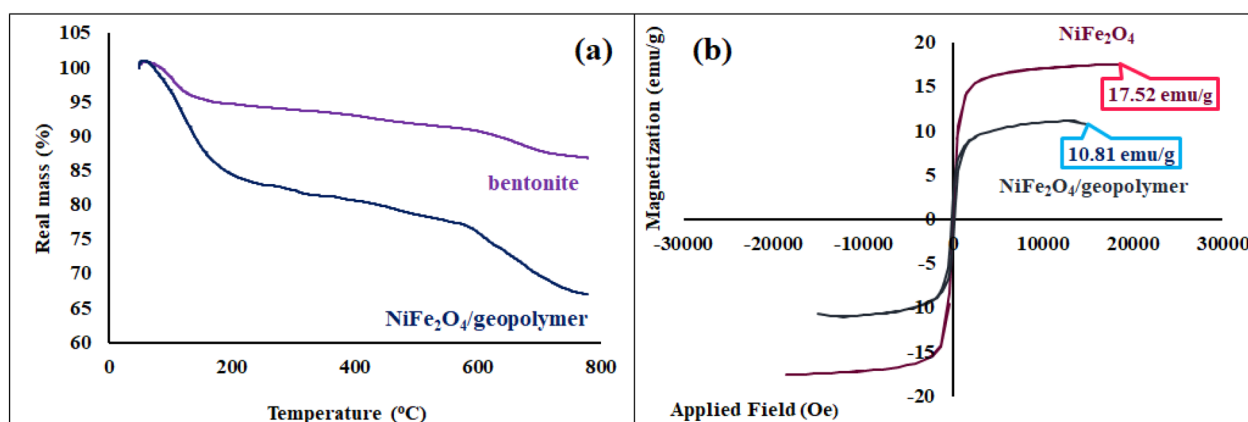 (a)
Real mass (%)
105
100
95
90
85
80
75
70
65
60
bentonite
NiFe₂O₄/geopolymer
0
200
400
600
800
Temperature (⁰C)
(b)
Magnetization (emu/g)
NiFe₂O₄
20
15
10
5
0
-5
-10
-15
-20
17.52 emu/g
10.81 emu/g
NiFe₂O₄/geopolymer
-30000
-20000
-10000
0
10000
20000
30000
Applied Field (Oe)